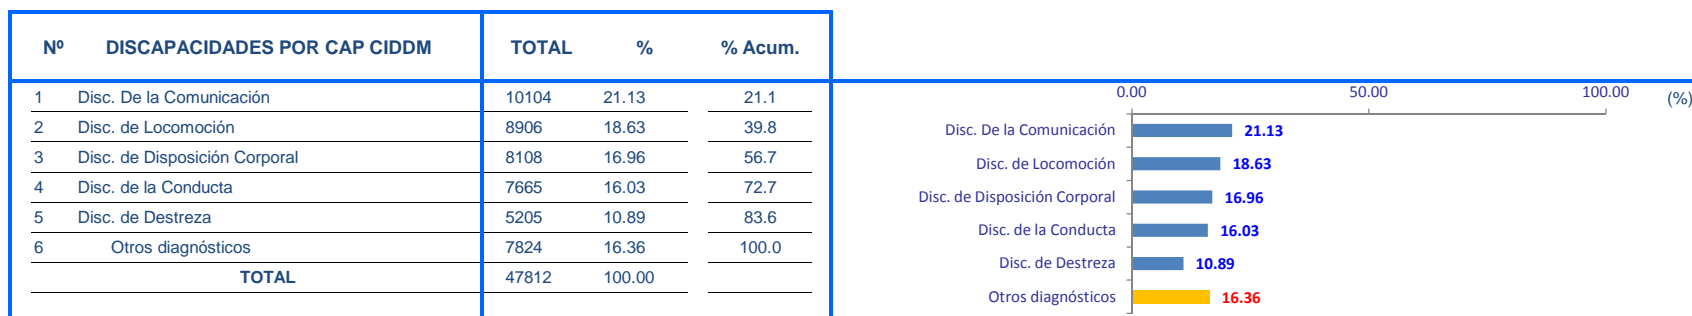 Nº DISCAPACIDADES POR CAP CIDDM TOTAL % % Acum.
1 Disc. De la Comunicación 10104 21.13 21.1
2 Disc. de Locomoción 8906 18.63 39.8
3 Disc. de Disposición Corporal 8108 16.96 56.7
4 Disc. de la Conducta 7665 16.03 72.7
5 Disc. de Destreza 5205 10.89 83.6
6 Otros diagnósticos 7824 16.36 100.0
TOTAL 47812 100.00
0.00 50.00 100.00 (%)
Disc. De la Comunicación 21.13
Disc. de Locomoción 18.63
Disc. de Disposición Corporal 16.96
Disc. de la Conducta 16.03
Disc. de Destreza 10.89
Otros diagnósticos 16.36